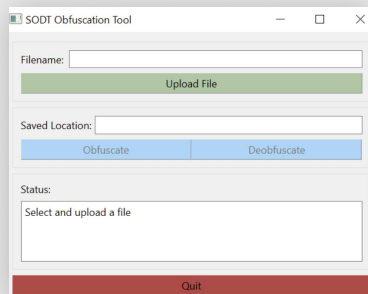 SODT Obfuscation Tool
Filename:
Upload File
Saved Location:
Obfuscate Deobfuscate
Status:
Select and upload a file
Quit